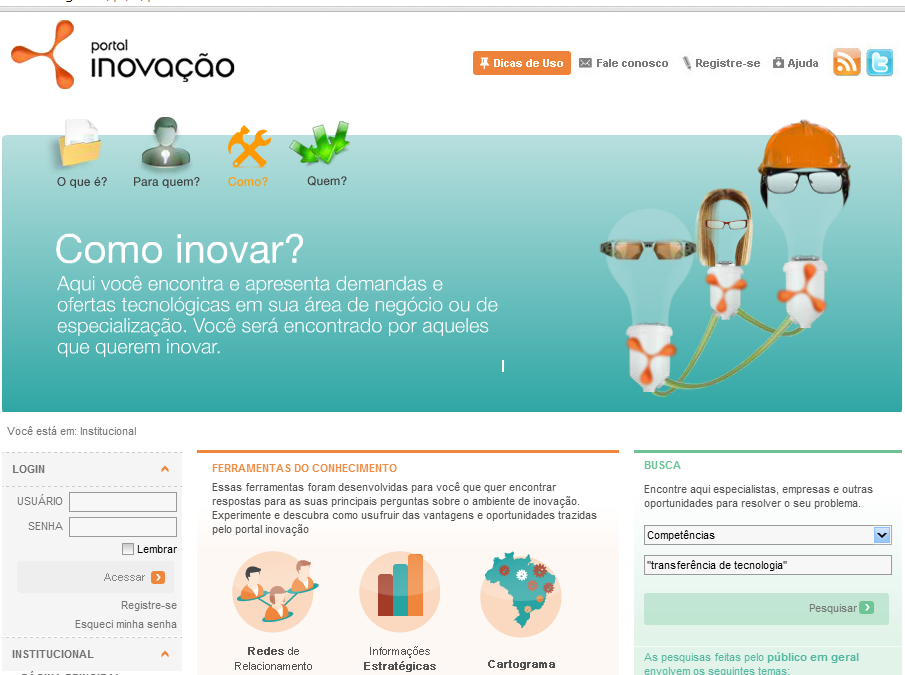 portal
inovação
Dicas de Uso
Fale conosco
Registre-se
Ajuda
O que é?
Para quem?
Como?
Quem?
Como inovar?
Aqui você encontra e apresenta demandas e
ofertas tecnológicas em sua área de negócio ou de
especialização. Você será encontrado por aqueles
que querem inovar.
Você está em: Institucional
LOGIN
USUÁRIO
SENHA
Lembrar
Acessar
Registre-se
Esqueci minha senha
INSTITUCIONAL
PÁGINA PRINCIPAL
FERRAMENTAS DO CONHECIMENTO
Essas ferramentas foram desenvolvidas para você que quer encontrar
respostas para as suas principais perguntas sobre o ambiente de inovação.
Experimente e descubra como usufruir das vantagens e oportunidades trazidas
pelo portal inovação
Redes de
Relacionamento
Informações
Estratégicas
Cartograma
BUSCA
Encontre aqui especialistas, empresas e outras
oportunidades para resolver o seu problema.
Competências
"transferência de tecnologia"
Pesquisar
As pesquisas feitas pelo público em geral
envolvem os seguintes temas: